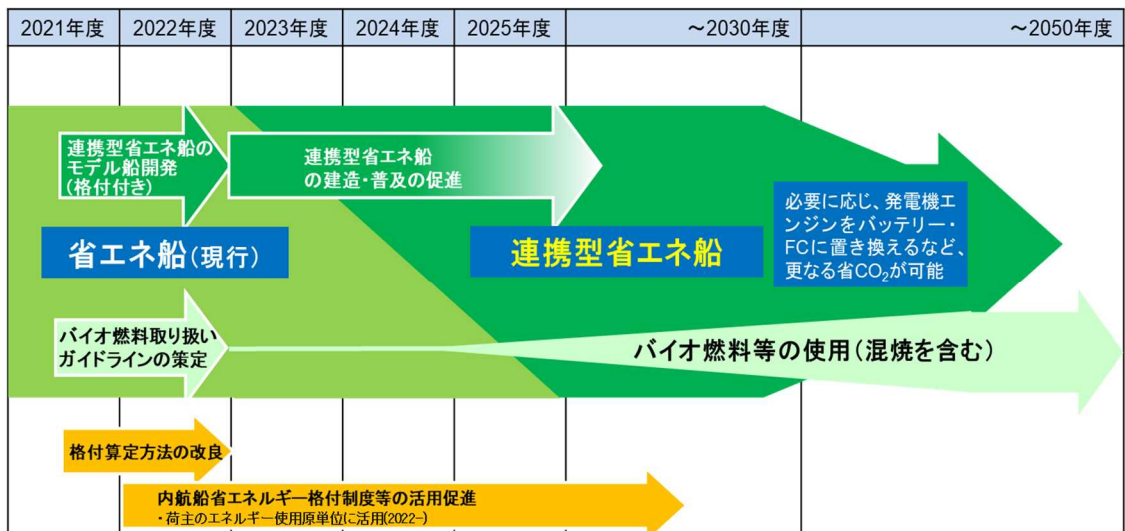 2021年度 2022年度 2023年度 2024年度 2025年度 ～2030年度 ～2050年度
連携型省エネ船の
モデル船開発
(格付付き)
連携型省エネ船
の建造・普及の促進
必要に応じ、発電機エ
ンジンをバッテリー・
FCに置き換えるなど、
更なる省CO₂が可能
省エネ船(現行)
連携型省エネ船
バイオ燃料取り扱い
ガイドラインの策定
バイオ燃料等の使用(混焼を含む)
格付算定方法の改良
内航船省エネルギー格付制度等の活用促進
・荷主のエネルギー使用原単位に活用(2022-)